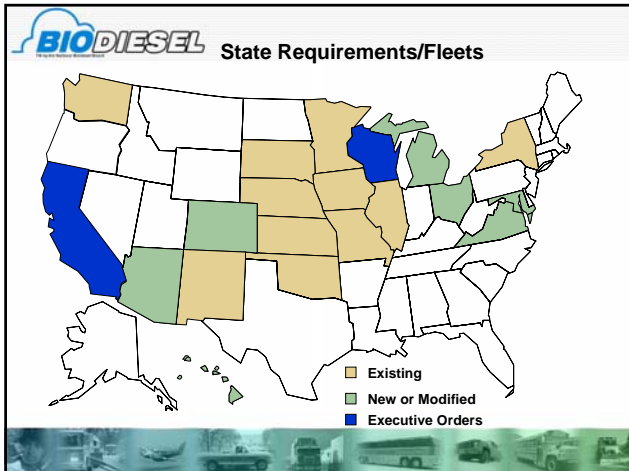 BIODIESEL
State Requirements/Fleets
Existing
New or Modified
Executive Orders